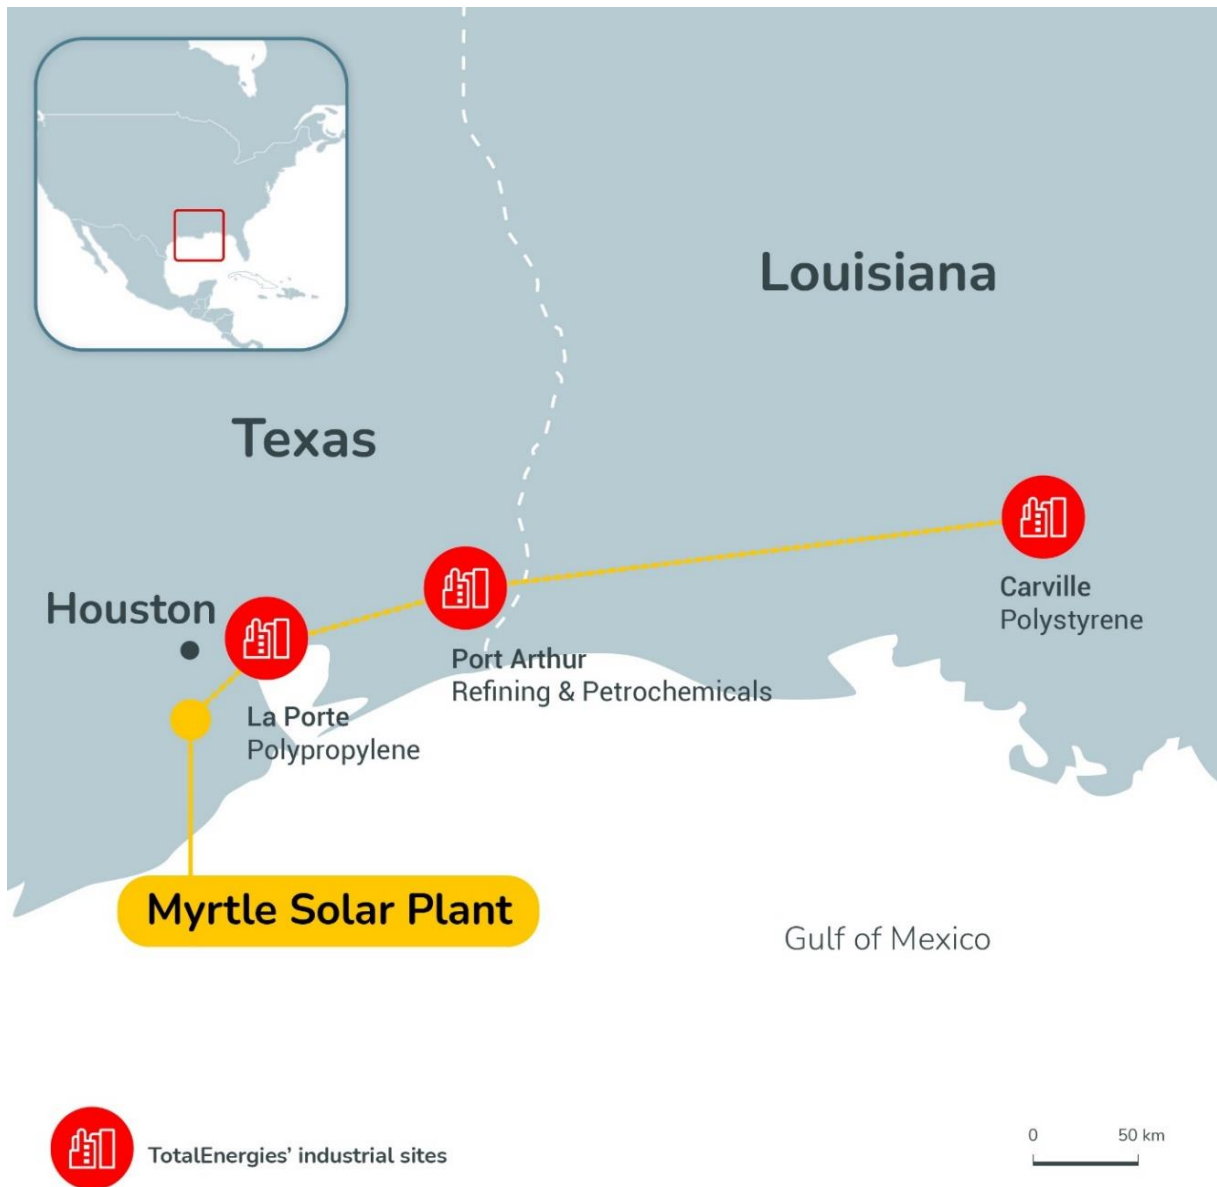 Louisiana
Texas
Houston
Carville
Polystyrene
Port Arthur
Refining & Petrochemicals
La Porte
Polypropylene
Myrtle Solar Plant
Gulf of Mexico
0 50 km
TotalEnergies’ industrial sites